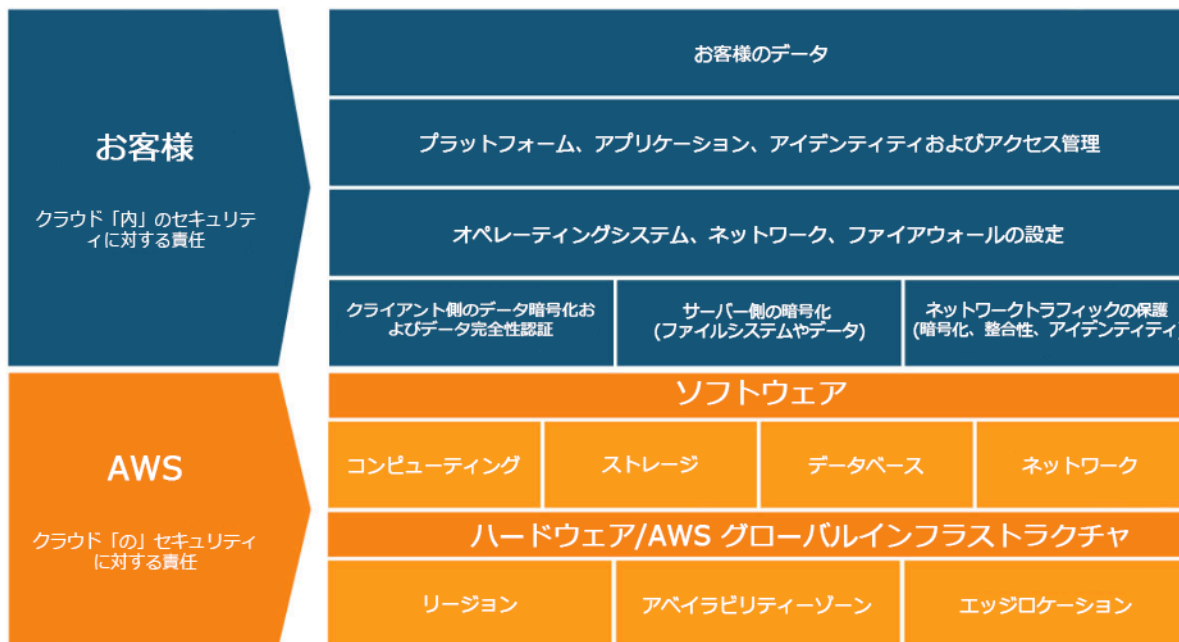 お客様
クラウド「内」のセキュリテ
ィに対する責任
お客様のデータ
プラットフォーム、アプリケーション、アイデンティティおよびアクセス管理
オペレーティングシステム、ネットワーク、ファイアウォールの設定
クライアント側のデータ暗号化お
よびデータ完全性認証
サーバー側の暗号化
(ファイルシステムやデータ)
ネットワークトラフィックの保護
(暗号化、整合性、アイデンティティ)
AWS
クラウド「の」セキュリティ
に対する責任
ソフトウェア
コンピューティング
ストレージ
データベース
ネットワーク
ハードウェア/AWS グローバルインフラストラクチャ
リージョン
アベイラビリティーゾーン
エッジロケーション